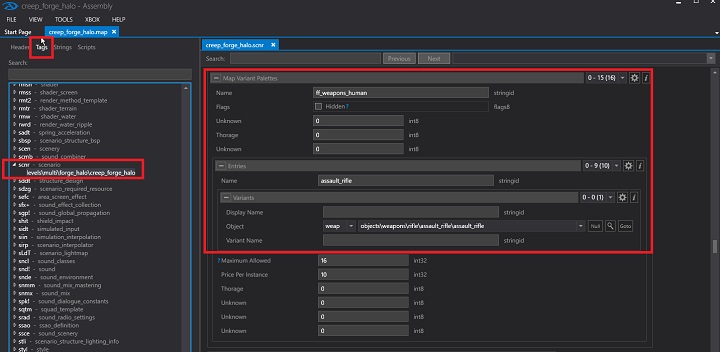 creep_forge_halo.map – Assembly
FILE VIEW TOOLS XBOX HELP
Start Page creep_forge_halo.map ×
Header Tags Strings Scripts
Search:
rmss - shader_screen
rmt2 - render_method_template
rmtr - shader_terrain
rmw - shader_water
rwrd - render_water_ripple
sadt - spring_acceleration
sbsp - scenario_structure_bsp
scen - scenery
scmb - sound_combiner
scnr - scenario
levels\multi\forge_halo\creep_forge_halo
sddt - structure_design
sdzg - scenario_required_resource
sefc - area_screen_effect
sfx+ - sound_effect_collection
sgp! - sound_global_propagation
shit - shield_impact
sidt - simulated_input
siin - simulation_interpolation
sirp - scenario_interpolator
sLdT - scenario_lightmap
sncl - sound_classes
snd! - sound
snde - sound_environment
snmm - sound_mix_mastering
snmx - sound_mix
spk! - sound_dialogue_constants
sqtm - squad_template
srad - sound_radio_settings
ssao - ssao_definition
ssce - sound_scenery
stli - scenario_structure_lighting_info
styl - style
creep_forge_halo.scnr ×
Search: Previous Next
Map Variant Palettes 0 - 15 (16) i
Name ff_weapons_human stringid
Flags Hidden ? flags8
Unknown 0 int8
Thorage 0 int8
Unknown 0 int8
Entries 0 - 9 (10) i
Name assault_rifle stringid
Variants 0 - 0 (1) i
Display Name stringid
Object weap objects\weapons\rifle\assault_rifle\assault_rifle Null Goto
Variant Name stringid
? Maximum Allowed 16 int32
Price Per Instance 10 int32
Thorage 0 int8
Unknown 0 int8
Unknown 0 int8
Unknown 0 int8